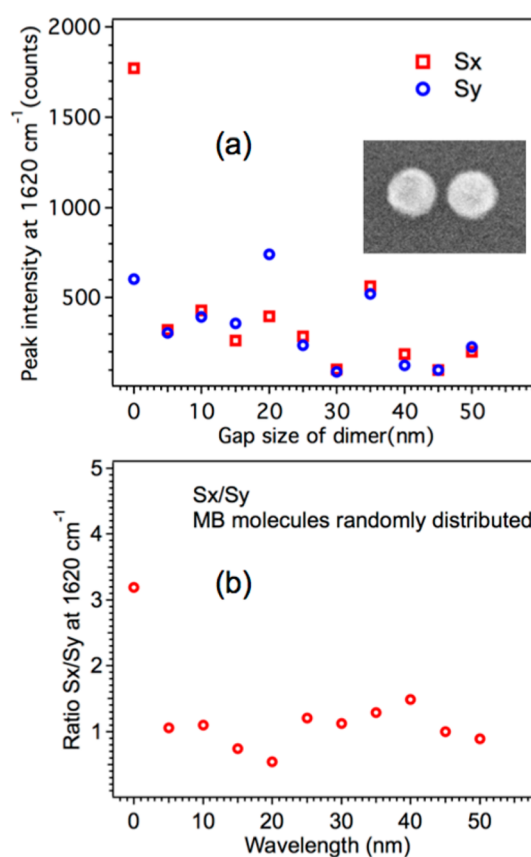 2000
1500
1000
500
Peak intensity at 1620 cm⁻¹(counts)
Sx
Sy
(a)
0 10 20 30 40 50
Gap size of dimer(nm)
5
4
3
2
1
Ratio Sx/Sy at 1620 cm⁻¹
Sx/Sy
MB molecules randomly distributed
(b)
0 10 20 30 40 50
Wavelength (nm)